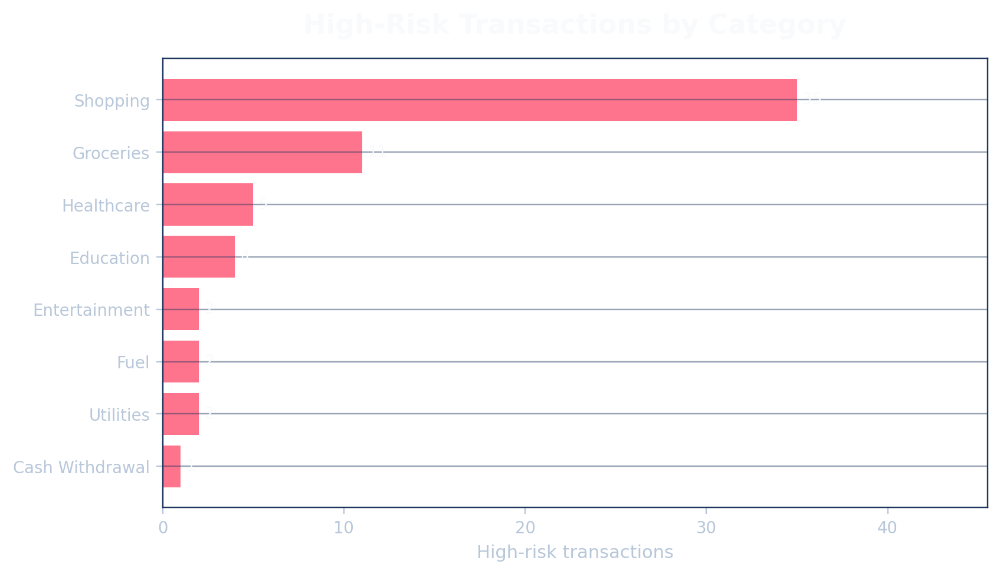 High-Risk Transactions by Category
Shopping 35
Groceries 11
Healthcare 5
Education 4
Entertainment 2
Fuel 2
Utilities 2
Cash Withdrawal 1
0 10 20 30 40
High-risk transactions